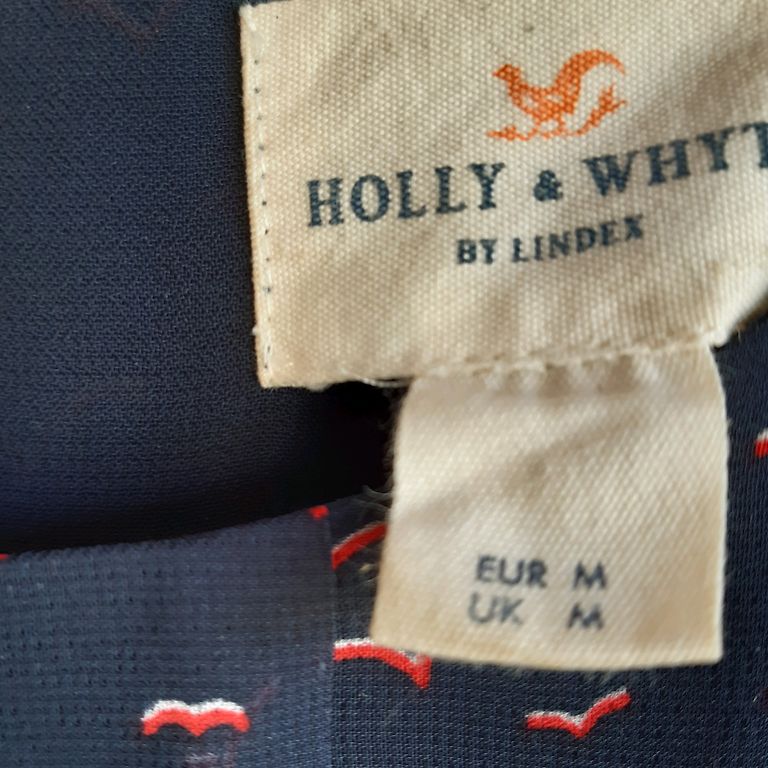 HOLLY & WHYT
BY LINDEX
EUR M
UK M